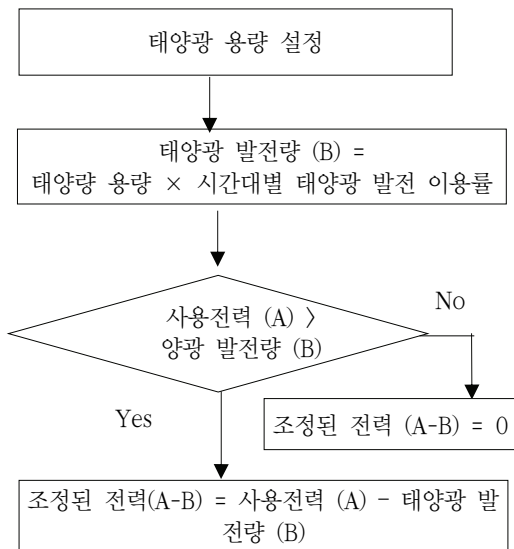 태양광 용량 설정
태양광 발전량 (B) =
태양량 용량 × 시간대별 태양광 발전 이용률
사용전력 (A) 〉
양광 발전량 (B)
No
Yes
조정된 전력 (A-B) = 0
조정된 전력(A-B) = 사용전력 (A) - 태양광 발
전량 (B)